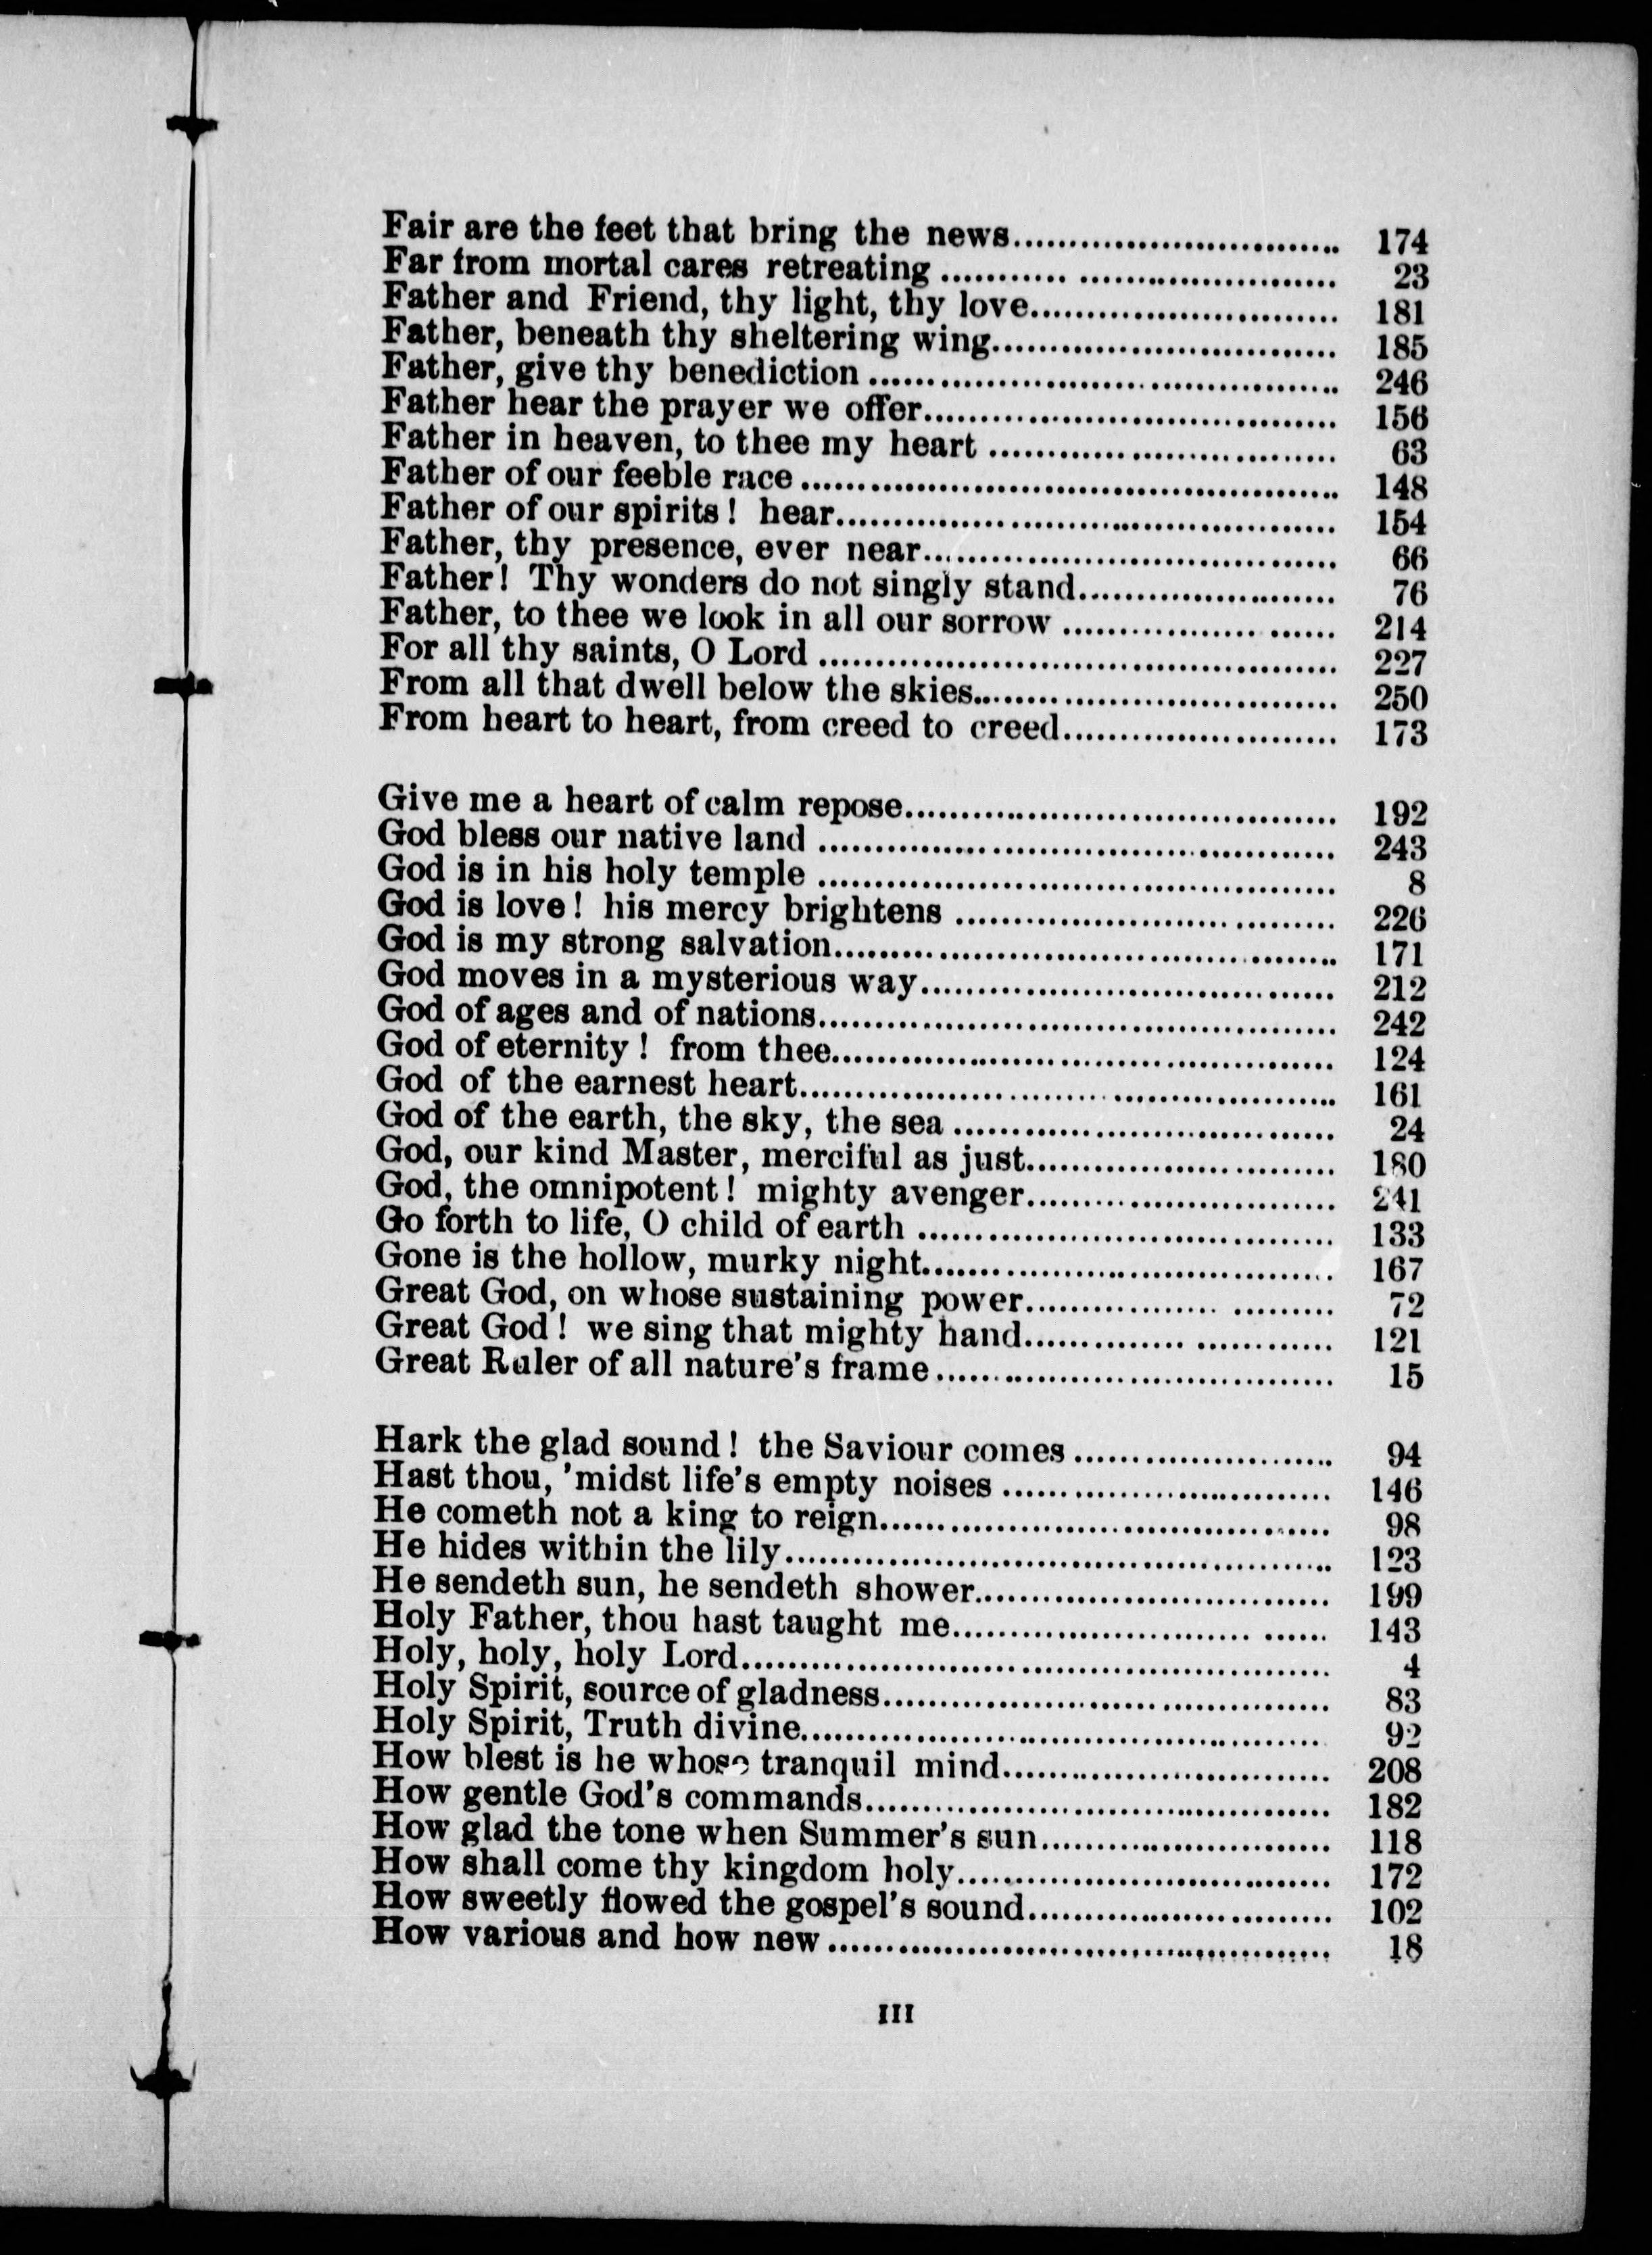 Fair are the feet that bring the news............................. 174
Far from mortal cares retreating .................................. 23
Father and Friend, thy light, thy love........................... 181
Father, beneath thy sheltering wing.............................. 185
Father, give thy benediction ......................................... 246
Father hear the prayer we offer.................................... 156
Father in heaven, to thee my heart ............................... 63
Father of our feeble race ............................................... 148
Father of our spirits! hear............................................ 154
Father, thy presence, ever near.................................... 66
Father! Thy wonders do not singly stand....................... 76
Father, to thee we look in all our sorrow ....................... 214
For all thy saints, O Lord .............................................. 227
From all that dwell below the skies................................ 250
From heart to heart, from creed to creed........................ 173
Give me a heart of calm repose...................................... 192
God bless our native land .............................................. 243
God is in his holy temple .............................................. 8
God is love! his mercy brightens .................................. 226
God is my strong salvation............................................ 171
God moves in a mysterious way..................................... 212
God of ages and of nations.............................................. 242
God of eternity! from thee............................................ 124
God of the earnest heart................................................ 161
God of the earth, the sky, the sea .................................. 24
God, our kind Master, merciful as just........................... 180
God, the omnipotent! mighty avenger........................... 241
Go forth to life, O child of earth ..................................... 133
Gone is the hollow, murky night.................................... 167
Great God, on whose sustaining power........................... 72
Great God! we sing that mighty hand........................... 121
Great Ruler of all nature's frame................................... 15
Hark the glad sound! the Saviour comes ....................... 94
Hast thou, 'midst life's empty noises ............................. 146
He cometh not a king to reign........................................ 98
He hides within the lily................................................. 123
He sendeth sun, he sendeth shower............................... 199
Holy Father, thou hast taught me................................. 143
Holy, holy, holy Lord.................................................... 4
Holy Spirit, source of gladness....................................... 83
Holy Spirit, Truth divine.............................................. 92
How blest is he whose tranquil mind............................. 208
How gentle God's commands......................................... 182
How glad the tone when Summer's sun.......................... 118
How shall come thy kingdom holy................................. 172
How sweetly flowed the gospel's sound........................... 102
How various and how new ............................................. 18
III